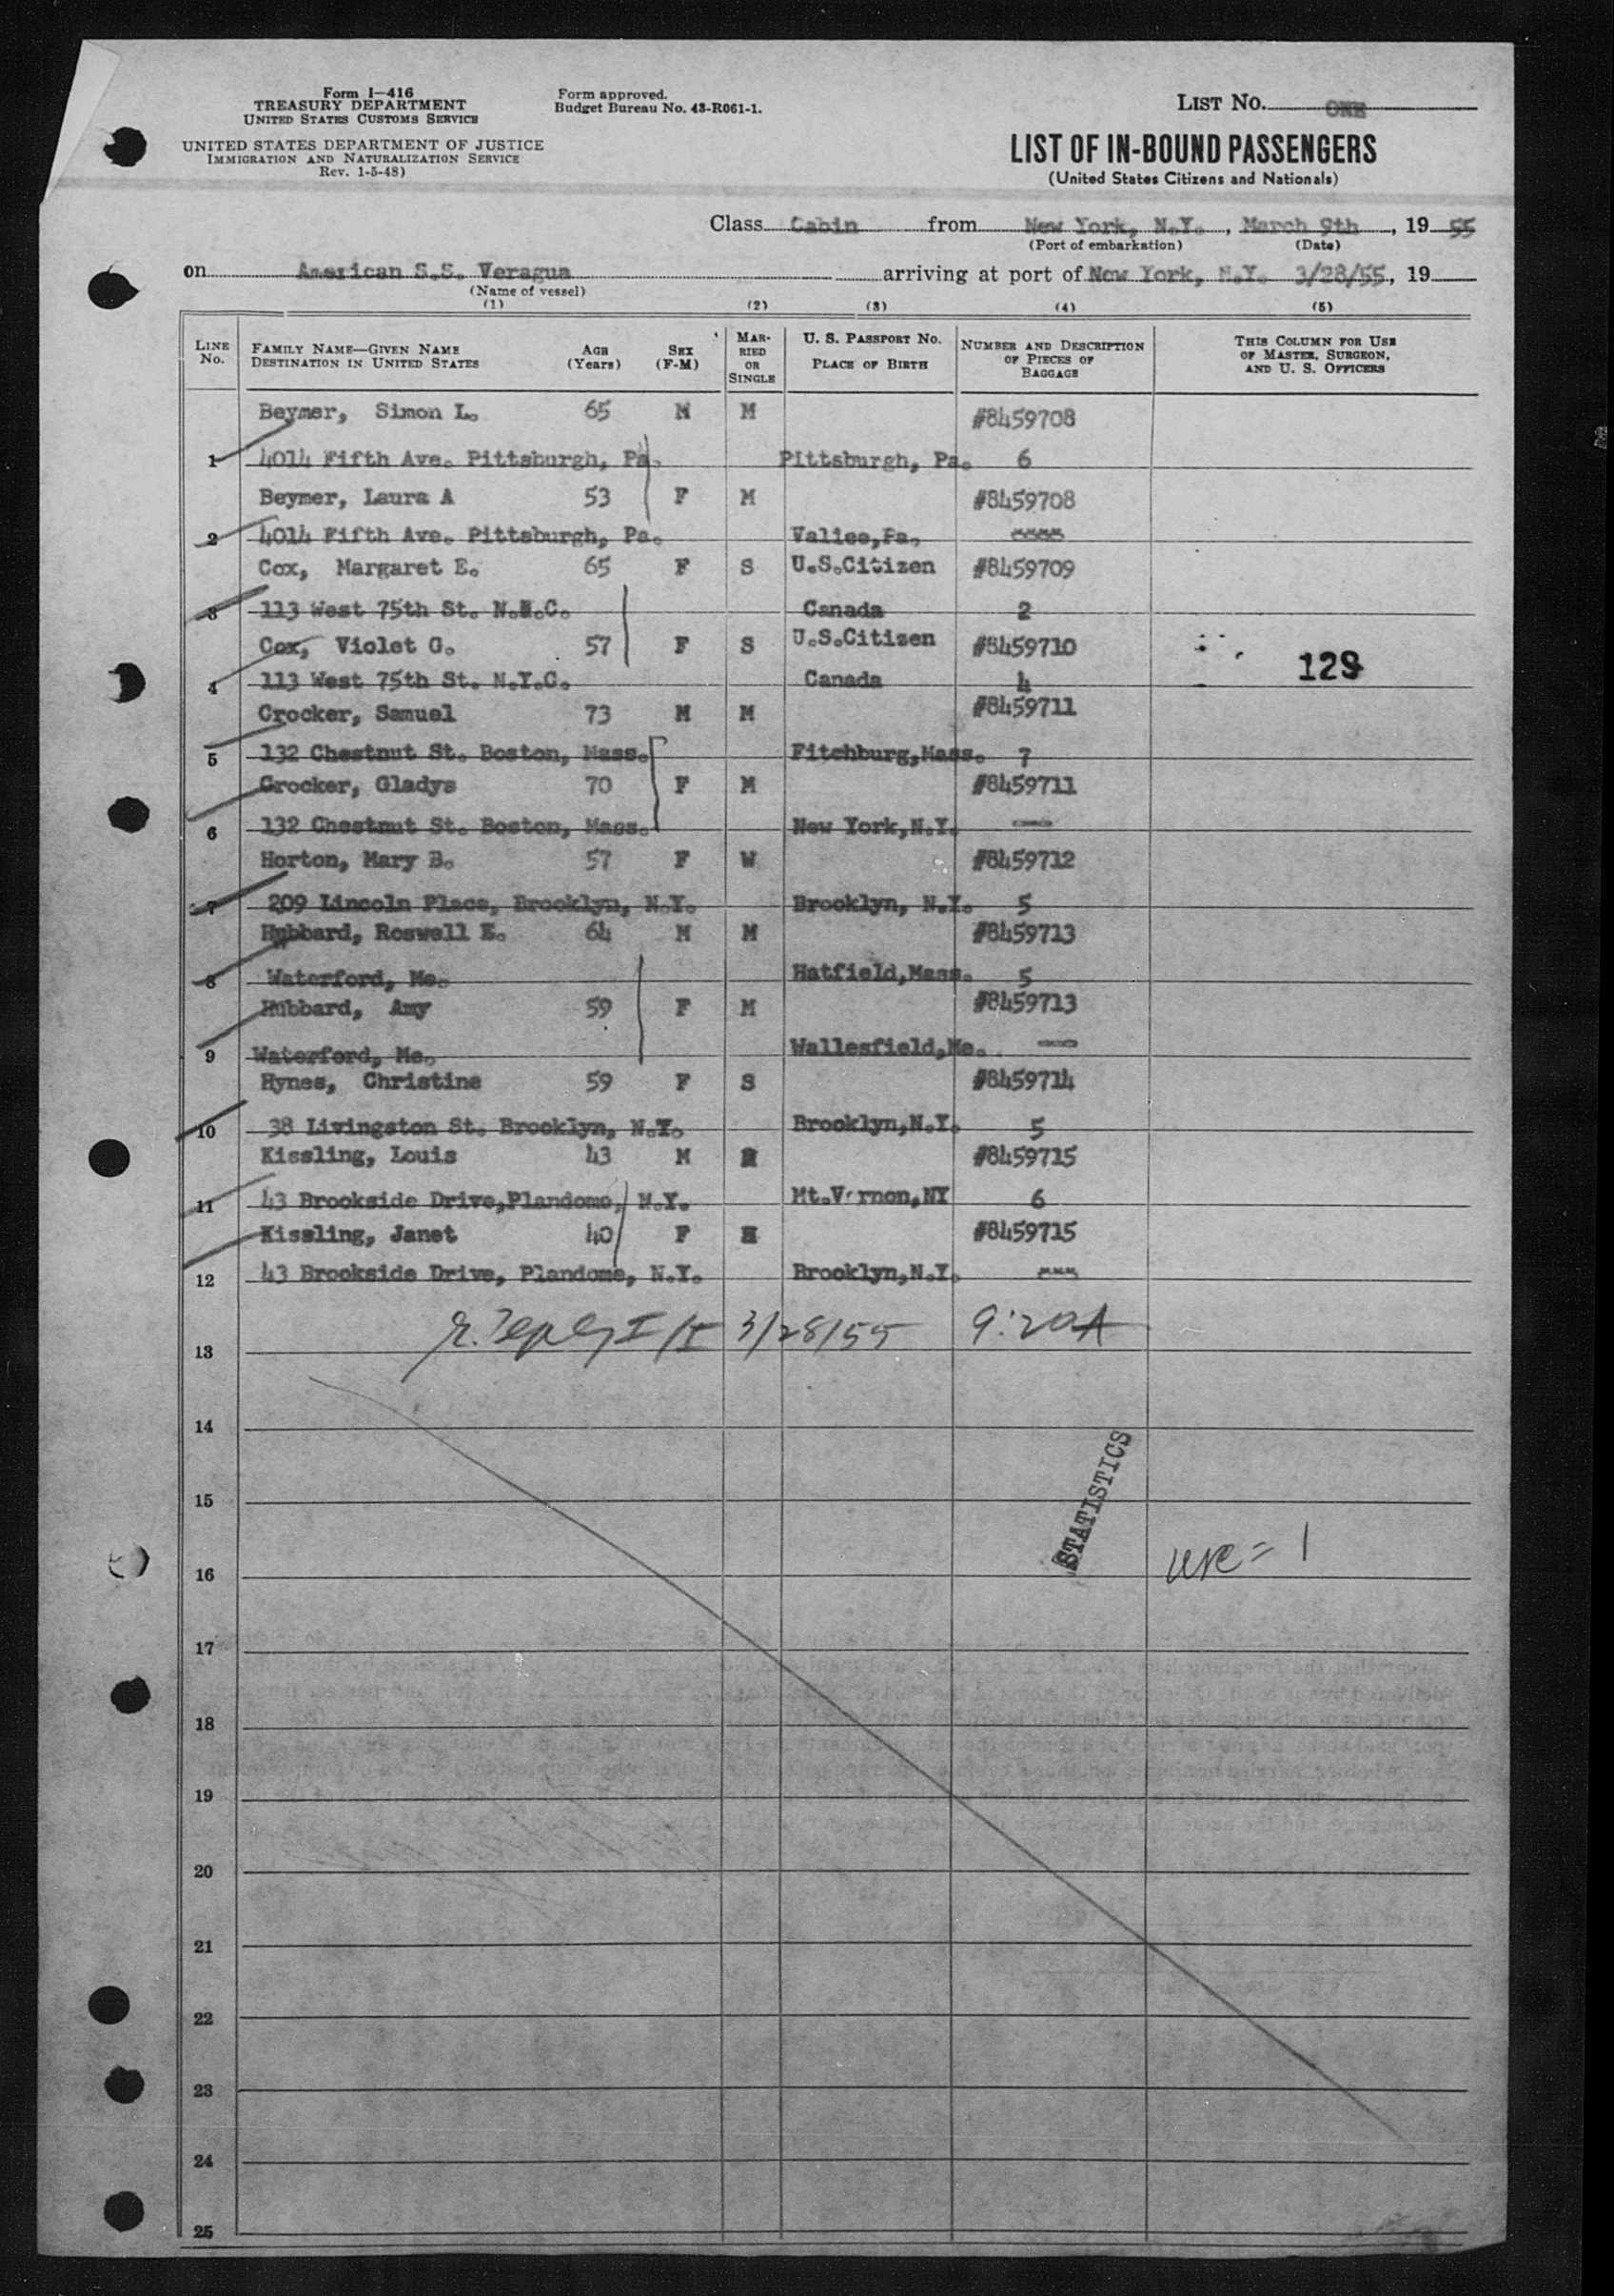 Form I-416
TREASURY DEPARTMENT
UNITED STATES CUSTOMS SERVICE
UNITED STATES DEPARTMENT OF JUSTICE
IMMIGRATION AND NATURALIZATION SERVICE
Rev. 1-5-48)
Form approved.
Budget Bureau No. 43-R061-1.
LIST NO. ONE
LIST OF IN-BOUND PASSENGERS
(United States Citizens and Nationals)
Class Cabin from New York, N.Y., March 9th, 19 55
(Port of embarkation) (Date)
on American S.S. Veragua arriving at port of New York, N.Y. 3/28/55, 19
(Name of vessel)
(1) (2) (3) (4) (5)
LINE No. FAMILY NAME—GIVEN NAME DESTINATION IN UNITED STATES AGE (Years) SEX (F-M) MARRIED OR SINGLE U. S. PASSPORT NO. PLACE OF BIRTH NUMBER AND DESCRIPTION OF PIECES OF BAGGAGE THIS COLUMN FOR USE OF MASTER, SURGEON, AND U. S. OFFICERS
Beymer, Simon L. 65 M M #8459708
1 4014 Fifth Ave. Pittsburgh, Pa. Pittsburgh, Pa. 6
Beymer, Laura A 53 F M #8459708
2 4014 Fifth Ave. Pittsburgh, Pa. Valiee,Pa. ----
Cox, Margaret E. 65 F S U.S.Citizen #8459709
3 113 West 75th St. N.Y.C. Canada 2
Cox, Violet G. 57 F S U.S.Citizen #8459710
129
4 113 West 75th St. N.Y.C. Canada 4
Crocker, Samuel 73 M M #8459711
5 132 Chestnut St. Boston, Mass. Fitchburg,Mass. 7
Crocker, Gladys 70 F M #8459711
6 132 Chestnut St. Boston, Mass. New York,N.Y. ---
Horton, Mary B. 57 F W #8459712
7 209 Lincoln Place, Brooklyn, N.Y. Brooklyn, N.Y. 5
Hubbard, Roswell E. 64 M M #8459713
8 Waterford, Me. Hatfield,Mass. 5
Hubbard, Amy 59 F M #8459713
9 Waterford, Me. Wallesfield,Me. ---
Hynes, Christine 59 F S #8459714
10 38 Livingston St. Brooklyn, N.Y. Brooklyn,N.Y. 5
Kissling, Louis 43 M M #8459715
11 43 Brookside Drive,Plandome, N.Y. Mt.Vernon,NY 6
Kissling, Janet 40 F M #8459715
12 43 Brookside Drive, Plandome, N.Y. Brooklyn,N.Y. ---
3/28/55 9:20A
13
14
15
STATISTICS
= 1
16
17
18
19
20
21
22
23
24
25